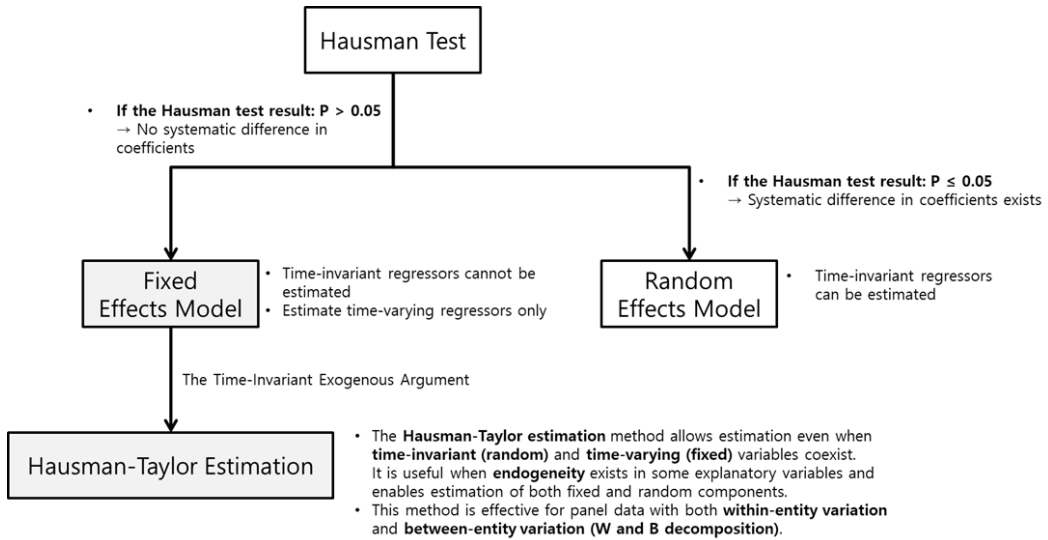 Hausman Test
• If the Hausman test result: P > 0.05
→ No systematic difference in
coefficients
• If the Hausman test result: P ≤ 0.05
→ Systematic difference in coefficients exists
Fixed
Effects Model
• Time-invariant regressors cannot be
estimated
• Estimate time-varying regressors only
Random
Effects Model
• Time-invariant regressors
can be estimated
The Time-Invariant Exogenous Argument
Hausman-Taylor Estimation
• The Hausman-Taylor estimation method allows estimation even when
time-invariant (random) and time-varying (fixed) variables coexist.
It is useful when endogeneity exists in some explanatory variables and
enables estimation of both fixed and random components.
• This method is effective for panel data with both within-entity variation
and between-entity variation (W and B decomposition).